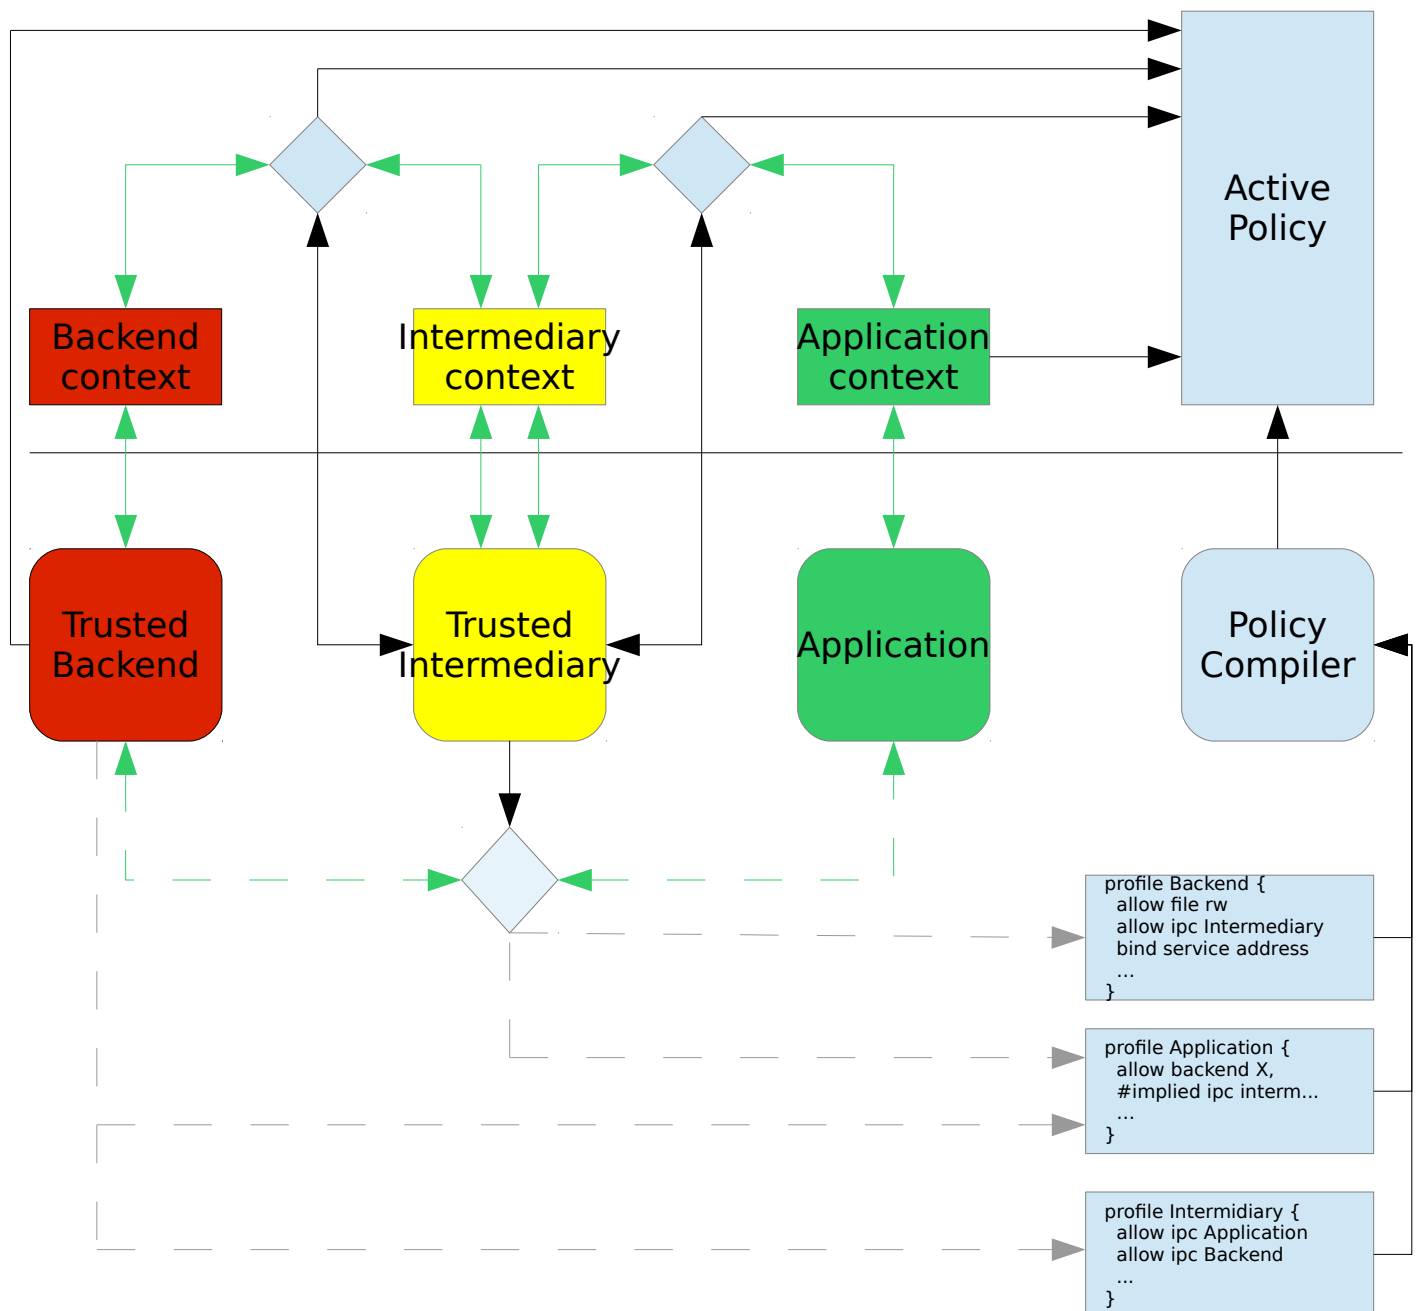 Active
Policy
Backend
context
Intermediary
context
Application
context
Trusted
Backend
Trusted
Intermediary
Application
Policy
Compiler
profile Backend {
allow file rw
allow ipc Intermediary
bind service address
...
}
profile Application {
allow backend X,
#implied ipc interm...
...
}
profile Intermidiary {
allow ipc Application
allow ipc Backend
...
}